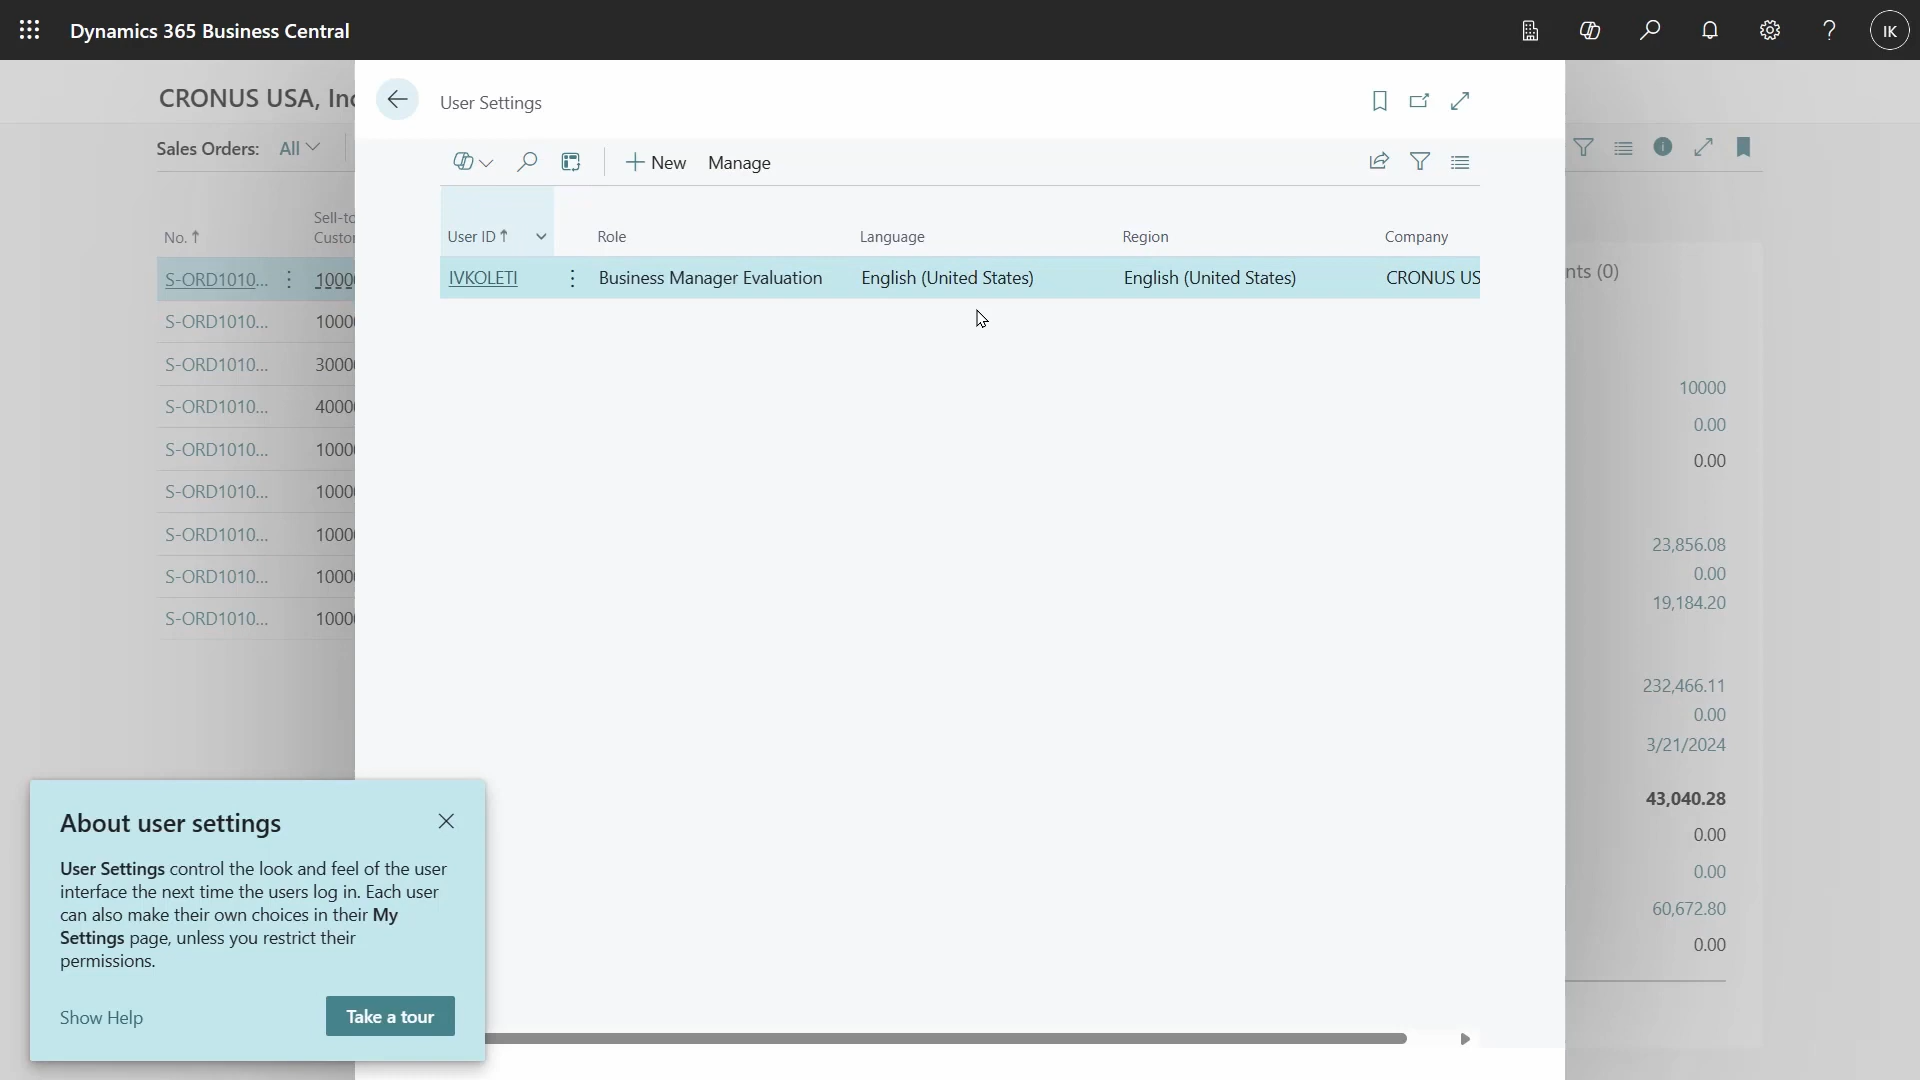 Dynamics 365 Business Central
IK
CRONUS USA, Inc
User Settings
Sales Orders: All
New Manage
No. Sell-to
Custor
User ID Role Language Region Company
IVKOLETI Business Manager Evaluation English (United States) English (United States) CRONUS US
nts (0)
S-ORD1010... 1000
S-ORD1010... 1000
S-ORD1010... 3000
S-ORD1010... 4000
S-ORD1010... 1000
S-ORD1010... 1000
S-ORD1010... 1000
S-ORD1010... 1000
S-ORD1010... 1000
10000
0.00
0.00
23,856.08
0.00
19,184.20
232,466.11
0.00
3/21/2024
43,040.28
0.00
0.00
60,672.80
0.00
About user settings
User Settings control the look and feel of the user
interface the next time the users log in. Each user
can also make their own choices in their My
Settings page, unless you restrict their
permissions.
Show Help Take a tour